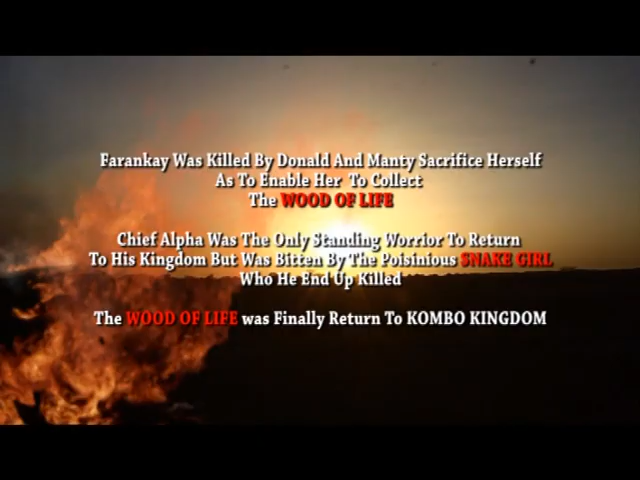 Farankay Was Killed By Donald And Manty Sacrifice Herself
As To Enable Her To Collect
The WOOD OF LIFE
Chief Alpha Was The Only Standing Worrior To Return
To His Kingdom But Was Bitten By The Poisinious SNAKE GIRL
Who He End Up Killed
The WOOD OF LIFE was Finally Return To KOMBO KINGDOM